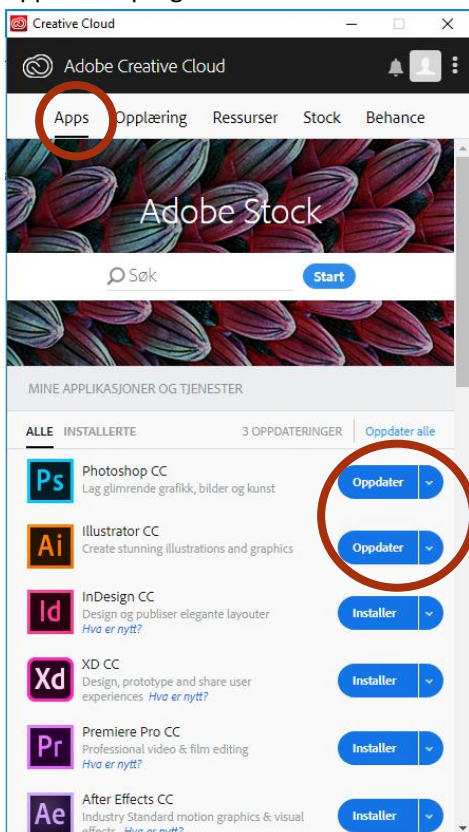 Creative Cloud
Adobe Creative Cloud
Apps Opplæring Ressurser Stock Behance
Adobe Stock
Søk Start
MINE APPLIKASJONER OG TJENESTER
ALLE INSTALLERTE 3 OPPDATERINGER Oppdater alle
Ps Photoshop CC
Lag glimrende grafikk, bilder og kunst
Oppdater
Ai Illustrator CC
Create stunning illustrations and graphics
Oppdater
Id InDesign CC
Design og publiser elegante layouter
Hva er nytt?
Installer
Xd XD CC
Design, prototype and share user
experiences Hva er nytt?
Installer
Pr Premiere Pro CC
Professional video & film editing
Hva er nytt?
Installer
Ae After Effects CC
Industry Standard motion graphics & visual
effects Hva er nytt?
Installer